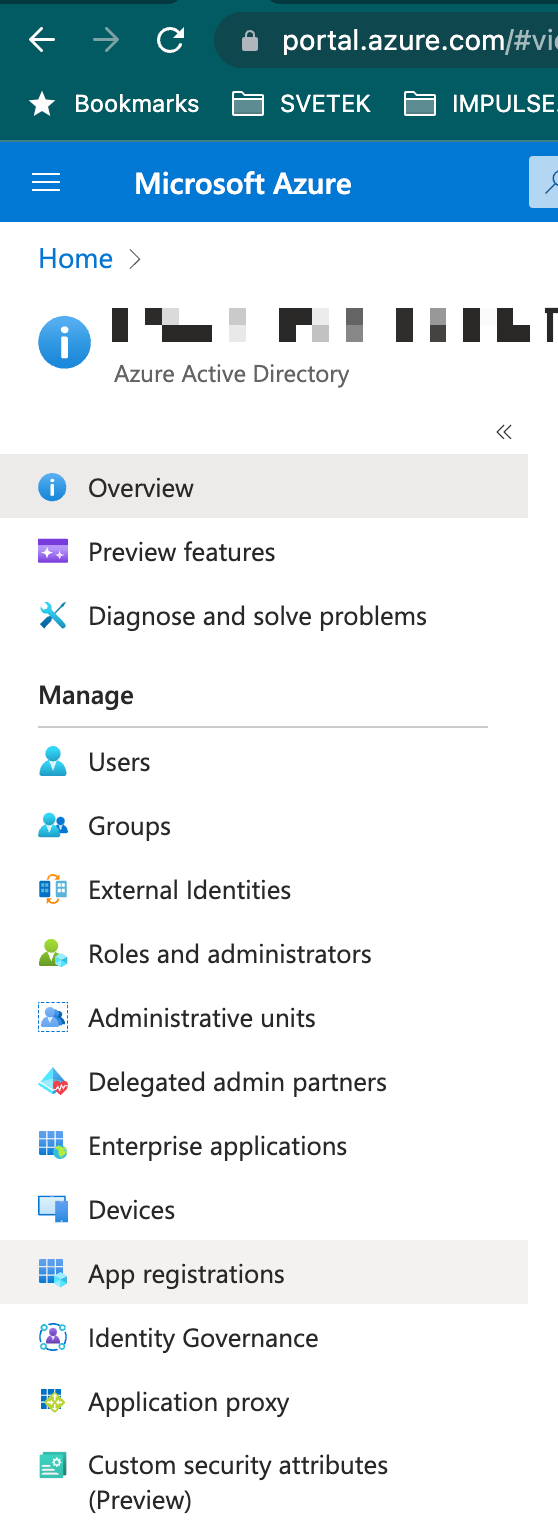 portal.azure.com/#vi
Bookmarks SVETEK IMPULSE
Microsoft Azure
Home
Azure Active Directory
Overview
Preview features
Diagnose and solve problems
Manage
Users
Groups
External Identities
Roles and administrators
Administrative units
Delegated admin partners
Enterprise applications
Devices
App registrations
Identity Governance
Application proxy
Custom security attributes
(Preview)